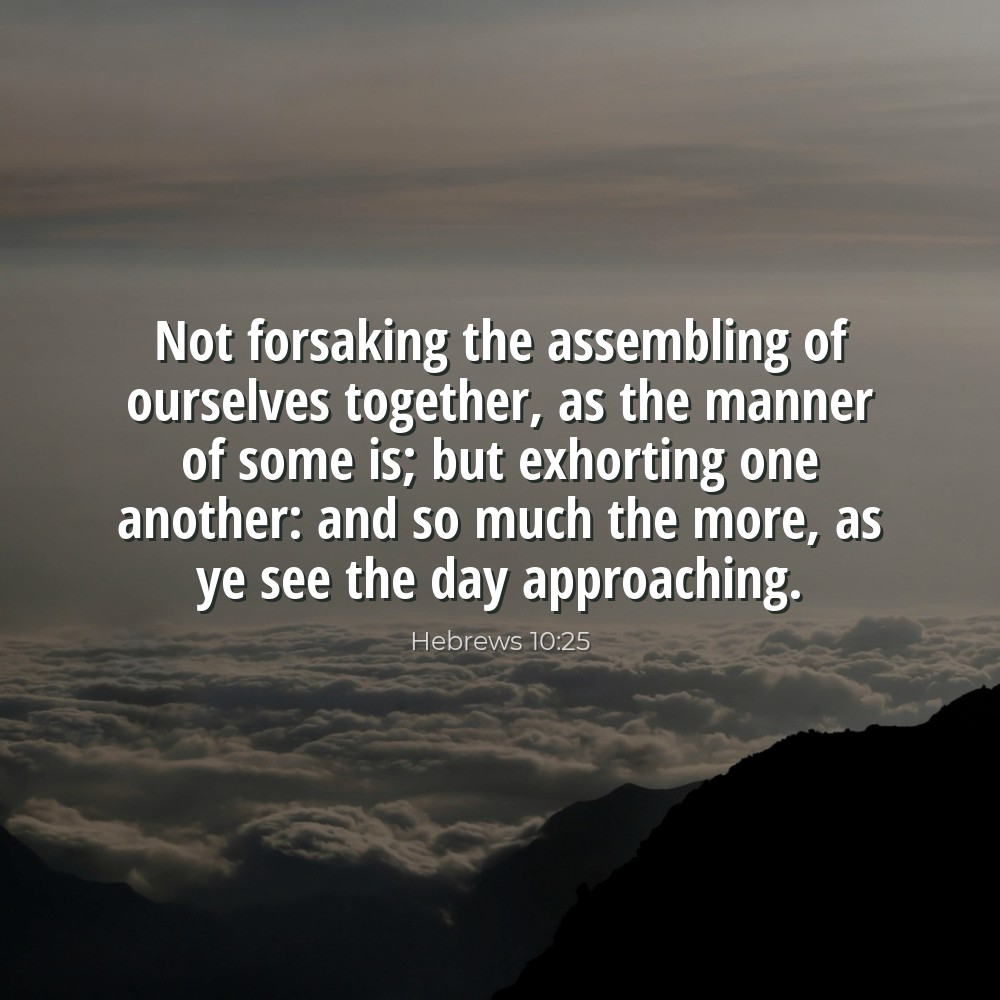 Not forsaking the assembling of
ourselves together, as the manner
of some is; but exhorting one
another: and so much the more, as
ye see the day approaching.
Hebrews 10:25